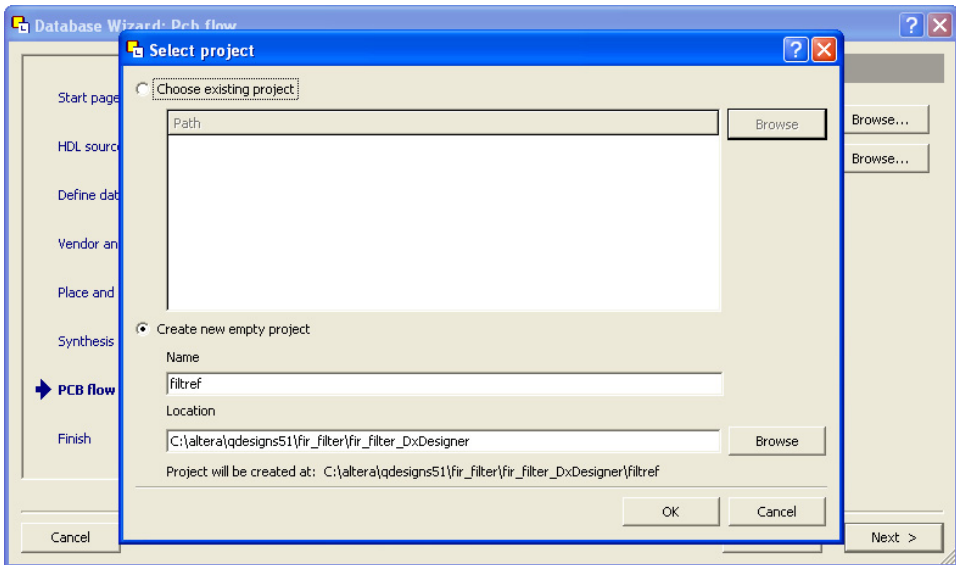 Database Wizard: Pcb flow
Select project
Start page
HDL source
Define dat
Vendor an
Place and
Synthesis
PCB flow
Finish
Choose existing project
Path
Browse
Browse...
Browse...
Create new empty project
Name
filtref
Location
C:\altera\qdesigns51\fir_filter\fir_filter_DxDesigner
Browse
Project will be created at: C:\altera\qdesigns51\fir_filter\fir_filter_DxDesigner\filtref
OK
Cancel
Cancel
Next >